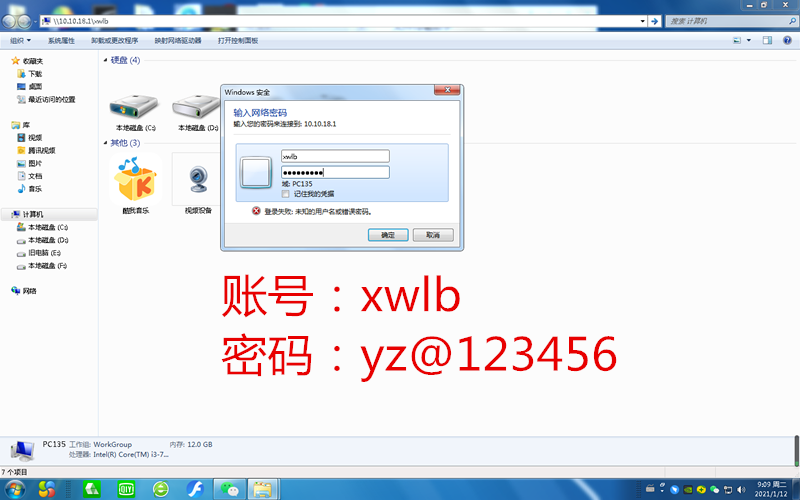 \\10.10.18.1\xwlb
搜索 计算机
组织
系统属性
卸载或更改程序
映射网络驱动器
打开控制面板
收藏夹
下载
桌面
最近访问的位置
库
视频
腾讯视频
图片
文档
音乐
计算机
本地磁盘 (C:)
本地磁盘 (D:)
旧电脑 (E:)
本地磁盘 (F:)
网络
硬盘 (4)
本地磁盘 (C:)
本地磁盘 (D:)
其他 (3)
酷我音乐
视频设备
Windows 安全
输入网络密码
输入您的密码来连接到: 10.10.18.1
xwlb
域: PC135
记住我的凭据
登录失败: 未知的用户名或错误密码。
确定
取消
账号：xwlb
密码：yz@123456
PC135 工作组: WorkGroup
内存: 12.0 GB
处理器: Intel(R) Core(TM) i3-7...
7 个项目
QIY
9:09 周二
2021/1/12